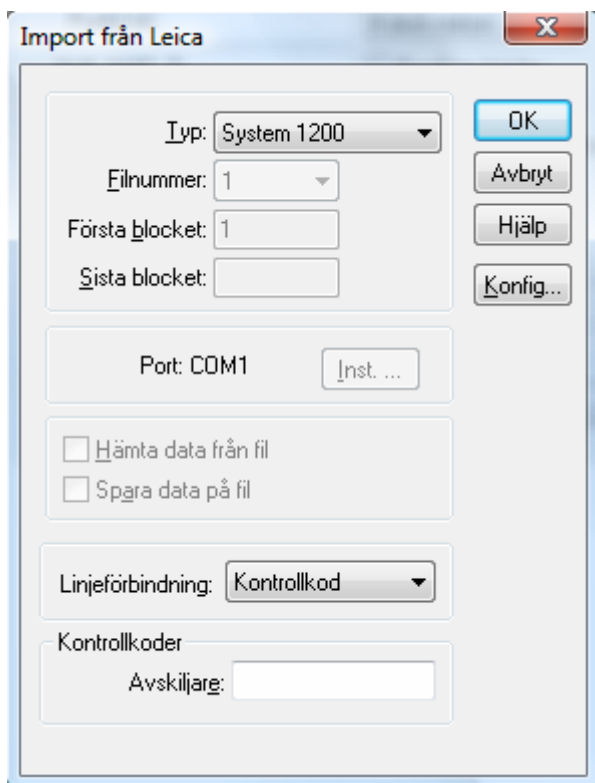 Import från Leica
Typ: System 1200
OK
Filnummer: 1
Avbryt
Första blocket: 1
Hjälp
Sista blocket:
Konfig...
Port: COM1 Inst. ...
Hämta data från fil
Spara data på fil
Linjeförbindning: Kontrollkod
Kontrollkoder
Avskiljare: